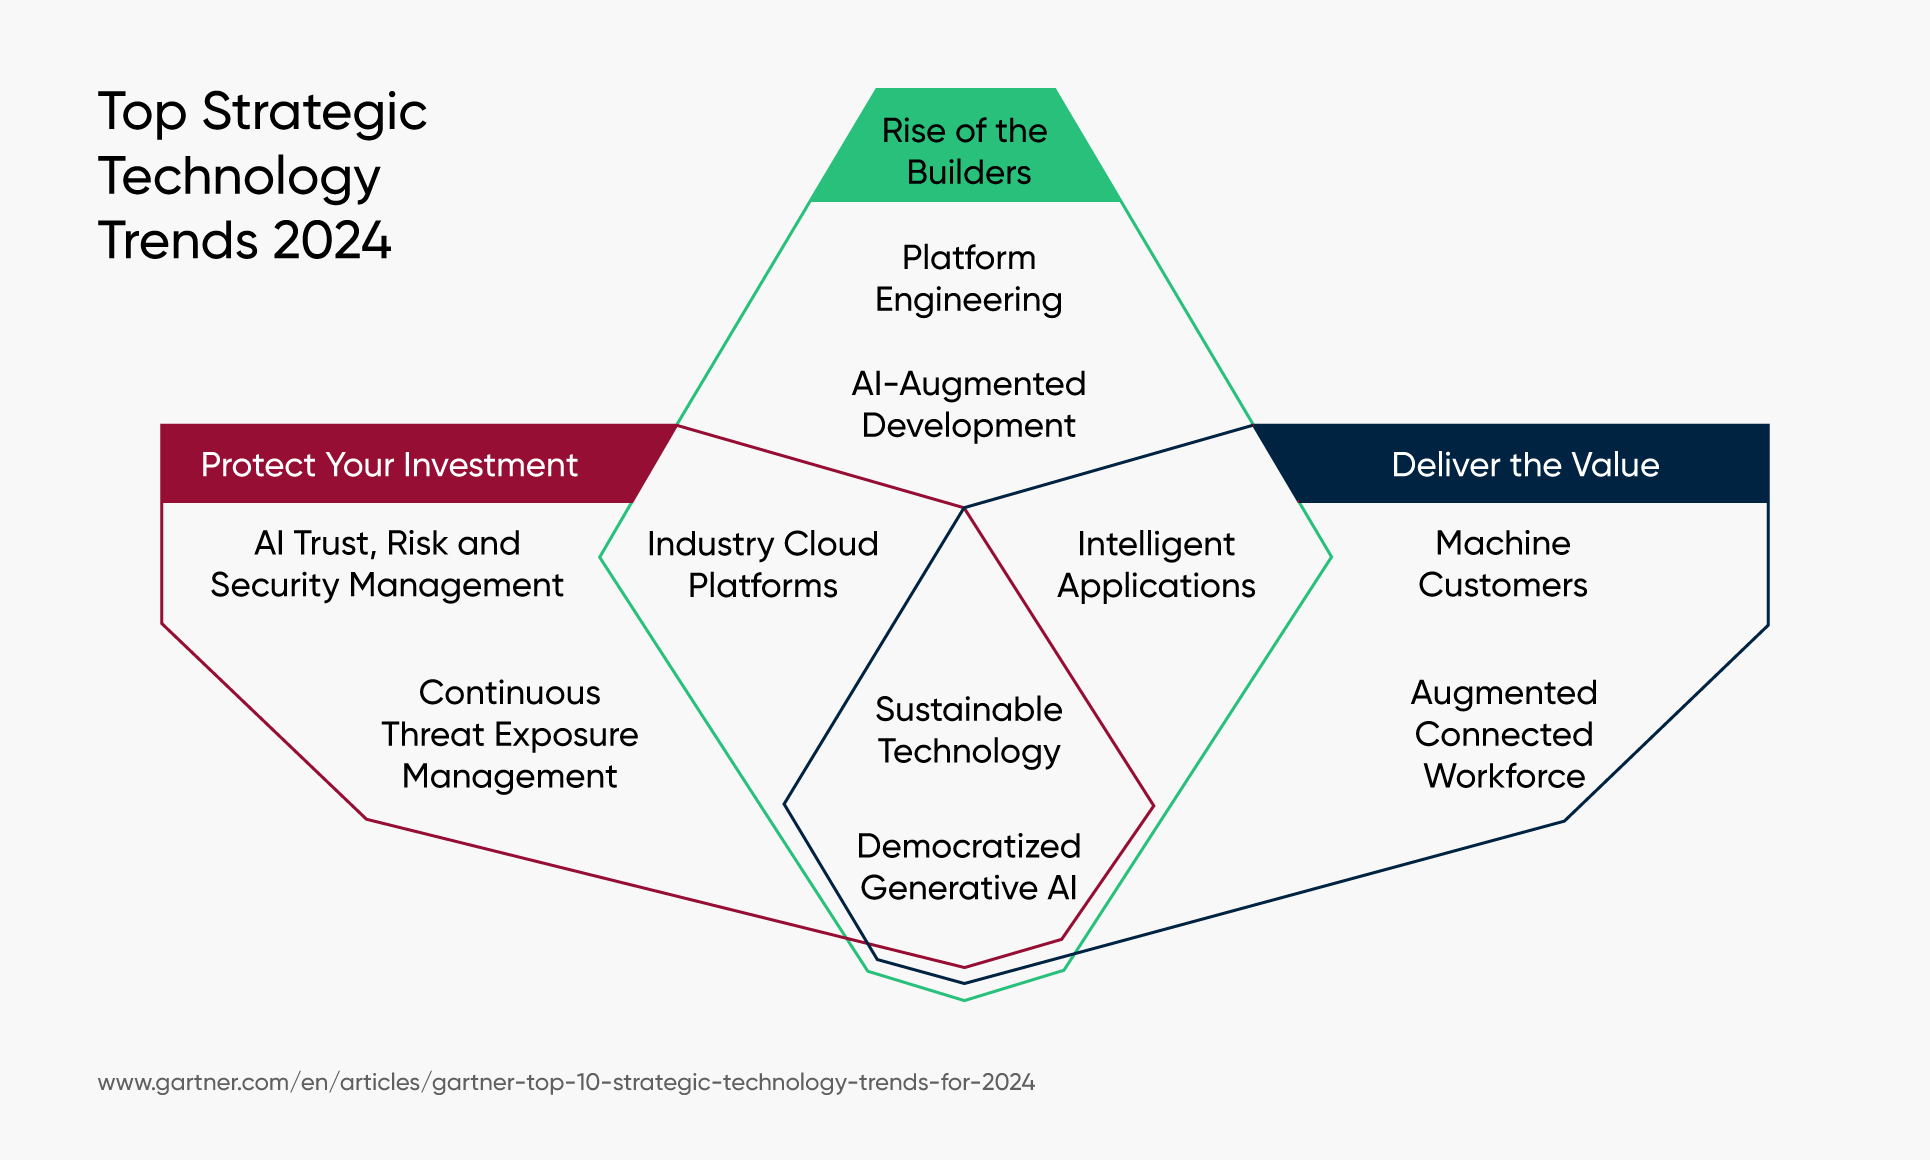 Top Strategic
Technology
Trends 2024
Rise of the
Builders
Platform
Engineering
AI-Augmented
Development
Protect Your Investment
AI Trust, Risk and
Security Management
Continuous
Threat Exposure
Management
Industry Cloud
Platforms
Intelligent
Applications
Sustainable
Technology
Democratized
Generative AI
Deliver the Value
Machine
Customers
Augmented
Connected
Workforce
www.gartner.com/en/articles/gartner-top-10-strategic-technology-trends-for-2024